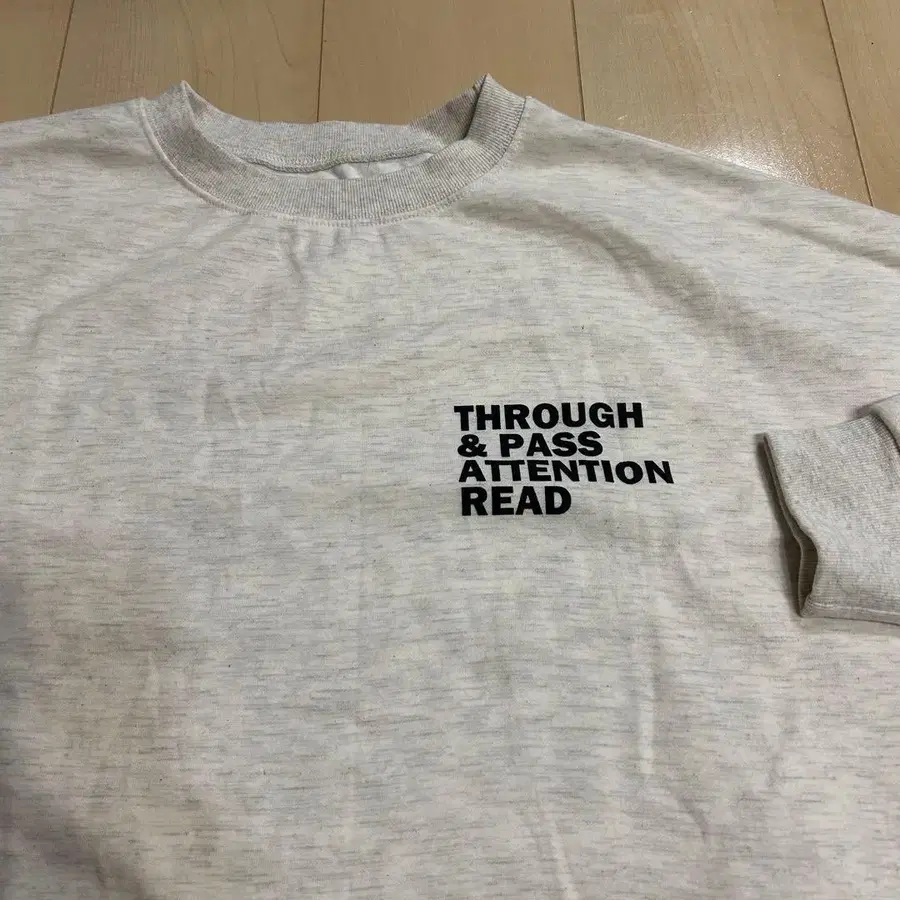 THROUGH
& PASS
ATTENTION
READ